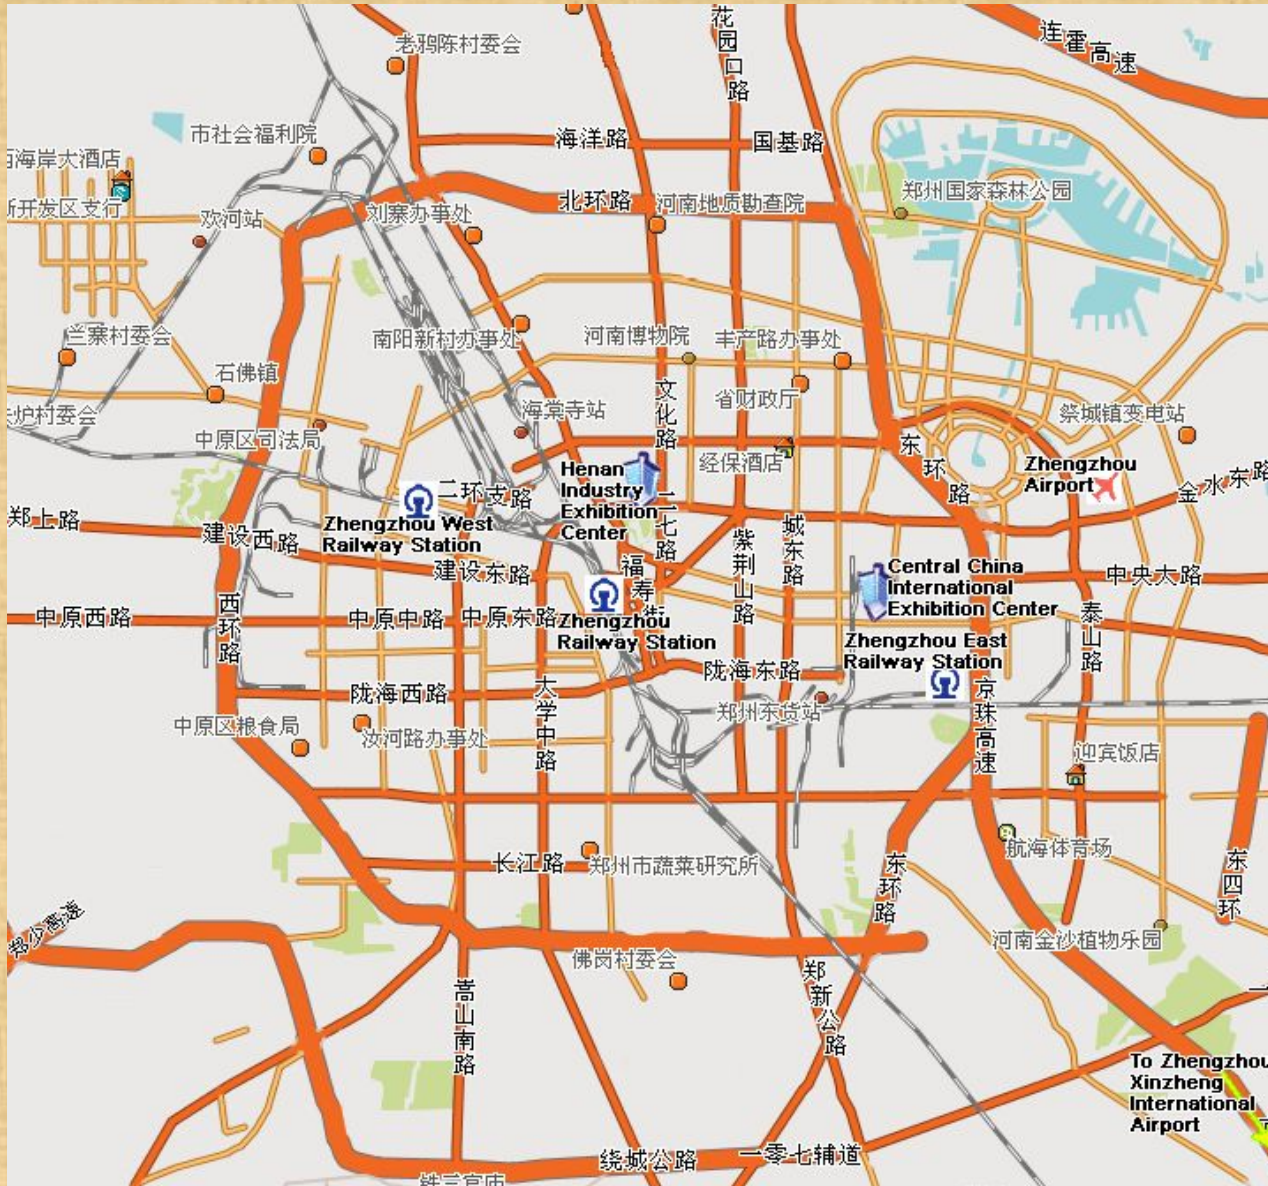 花园口路
连霍高速
老鸦陈村委会
市社会福利院
海洋路
国基路
海岸大酒店
开发区支行
欢河站
刘寨办事处
北环路
河南地质勘查院
郑州国家森林公园
兰寨村委会
南阳新村办事处
河南博物院
丰产路办事处
石佛镇
炉村委会
中原区司法局
海棠寺站
文化路
省财政厅
祭城镇变电站
东环路
经保酒店
Henan
Industry
Exhibition
Center
Zhengzhou
Airport
金水东路
二环支路
Zhengzhou West
Railway Station
郑上路
建设西路
二七路
城东路
紫荆山路
建设东路
福寿街
Central China
International
Exhibition Center
中央大路
中原西路
西环路
中原中路
中原东路
Zhengzhou
Railway Station
Zhengzhou East
Railway Station
泰山路
陇海东路
陇海西路
大学中路
京珠高速
中原区粮食局
汝河路办事处
郑州东货站
迎宾饭店
航海体育场
长江路
郑州市蔬菜研究所
东环路
东四环
郑少高速
佛岗村委会
河南金沙植物乐园
嵩山南路
郑新公路
To Zhengzhou
Xinzheng
International
Airport
绕城公路
一零七辅道